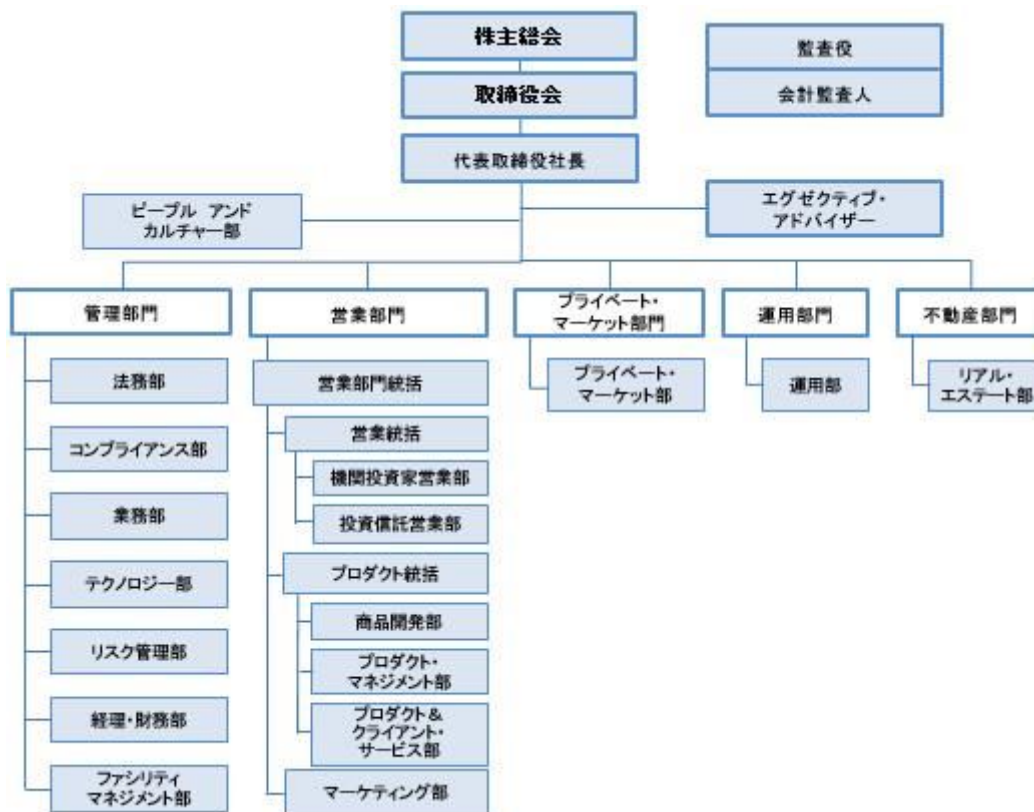 株主総会
監査役
取締役会
会計監査人
代表取締役社長
ピープル アンド
カルチャー部
エグゼクティブ・
アドバイザー
管理部門
営業部門
プライベート・
マーケット部門
運用部門
不動産部門
法務部
コンプライアンス部
業務部
テクノロジー部
リスク管理部
経理・財務部
ファシリティ
マネジメント部
営業部門統括
営業統括
機関投資家営業部
投資信託営業部
プロダクト統括
商品開発部
プロダクト・
マネジメント部
プロダクト＆
クライアント・
サービス部
マーケティング部
プライベート・
マーケット部
運用部
リアル・
エステート部